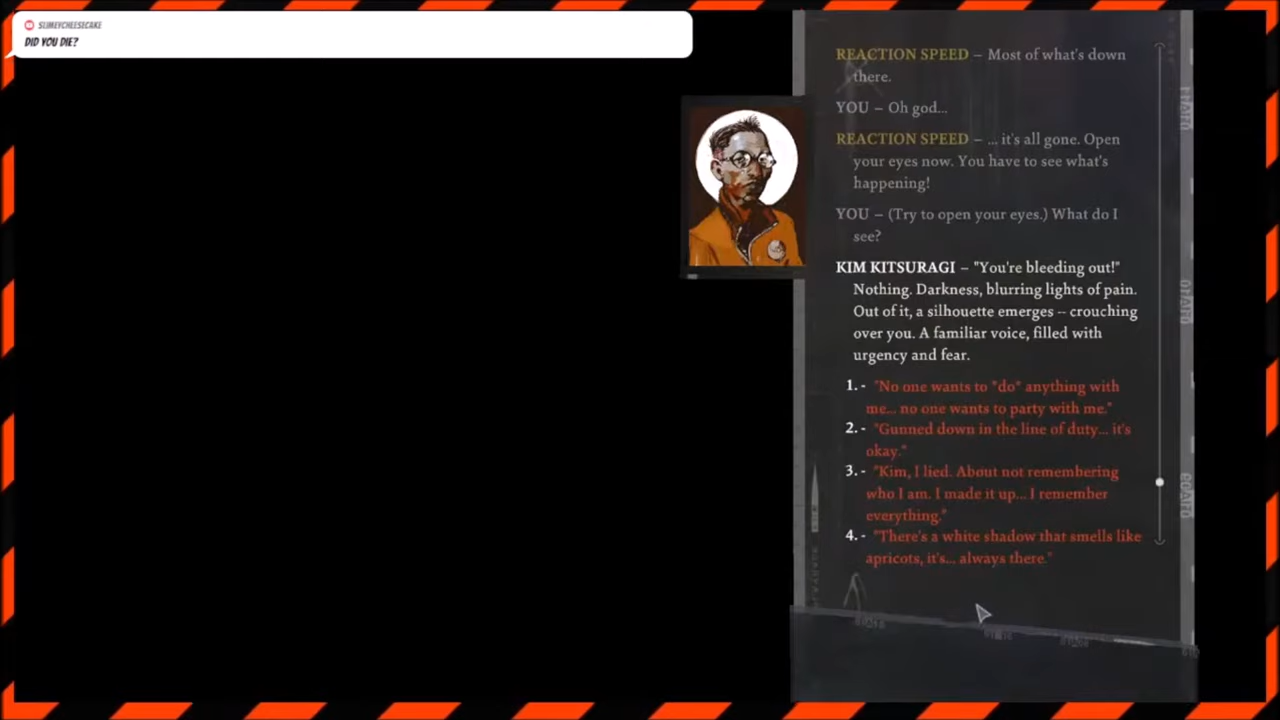 SLIMEYCHEESECAKE
DID YOU DIE?
REACTION SPEED – Most of what's down
there.
YOU – Oh god...
REACTION SPEED – ... it's all gone. Open
your eyes now. You have to see what's
happening!
YOU – (Try to open your eyes.) What do I
see?
KIM KITSURAGI – "You're bleeding out!"
Nothing. Darkness, blurring lights of pain.
Out of it, a silhouette emerges – crouching
over you. A familiar voice, filled with
urgency and fear.
1. - "No one wants to *do* anything with
me... no one wants to party with me."
2. - "Gunned down in the line of duty... it's
okay."
3. - "Kim, I lied. About not remembering
who I am. I made it up... I remember
everything."
4. - "There's a white shadow that smells like
apricots, it's... always there."